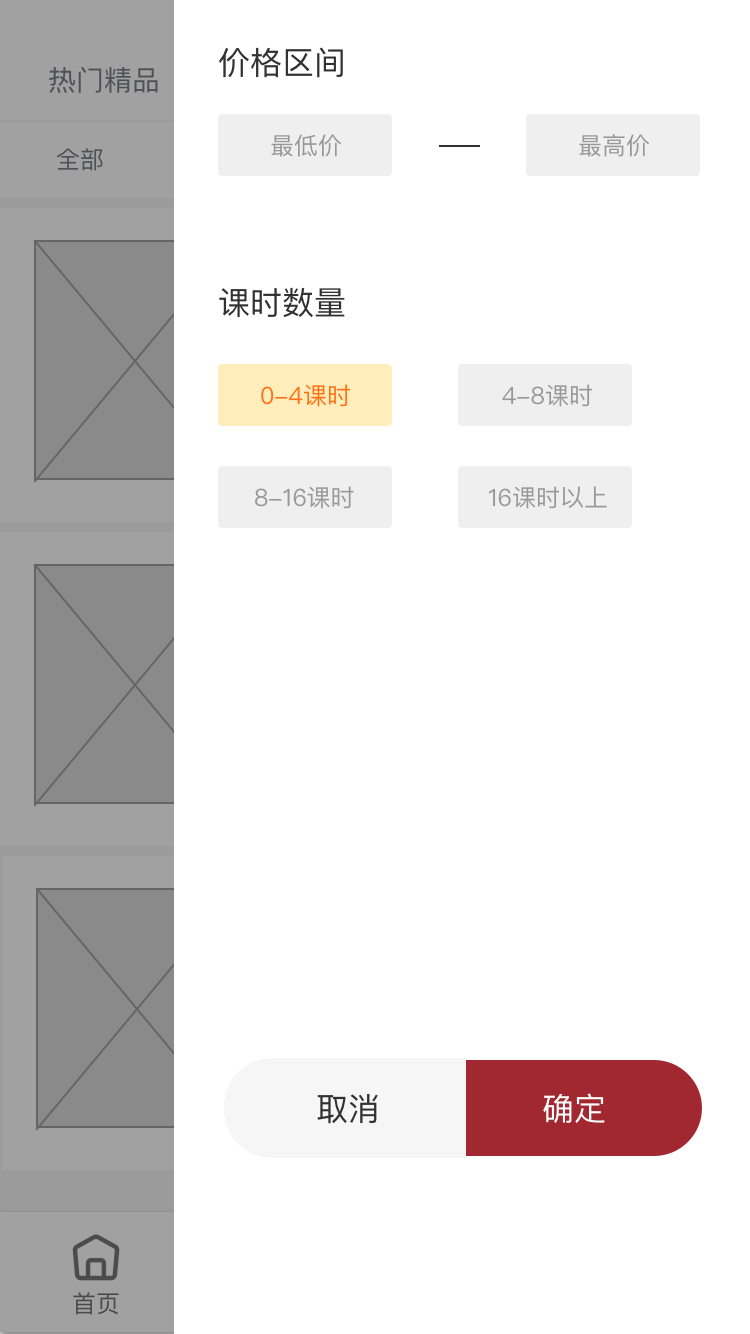 热门精品
全部
首页
价格区间
最低价 — 最高价
课时数量
0–4课时 4–8课时
8–16课时 16课时以上
取消 确定